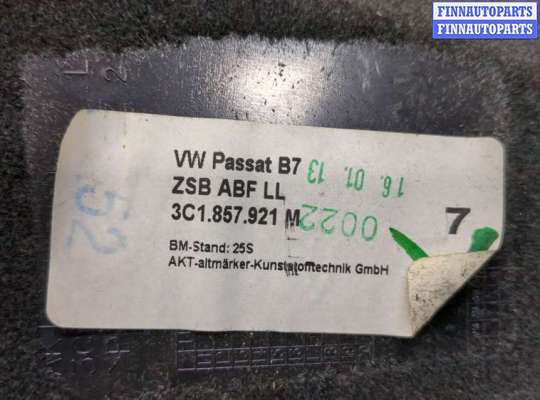 FINNAUTOPARTS
FINNAUTOPARTS
VW Passat B7
16. 01. 13
ZSB ABF LL
3C1.857.921 M
0022
7
52
BM-Stand: 25S
AKT-altmärker-Kunststofftechnik GmbH